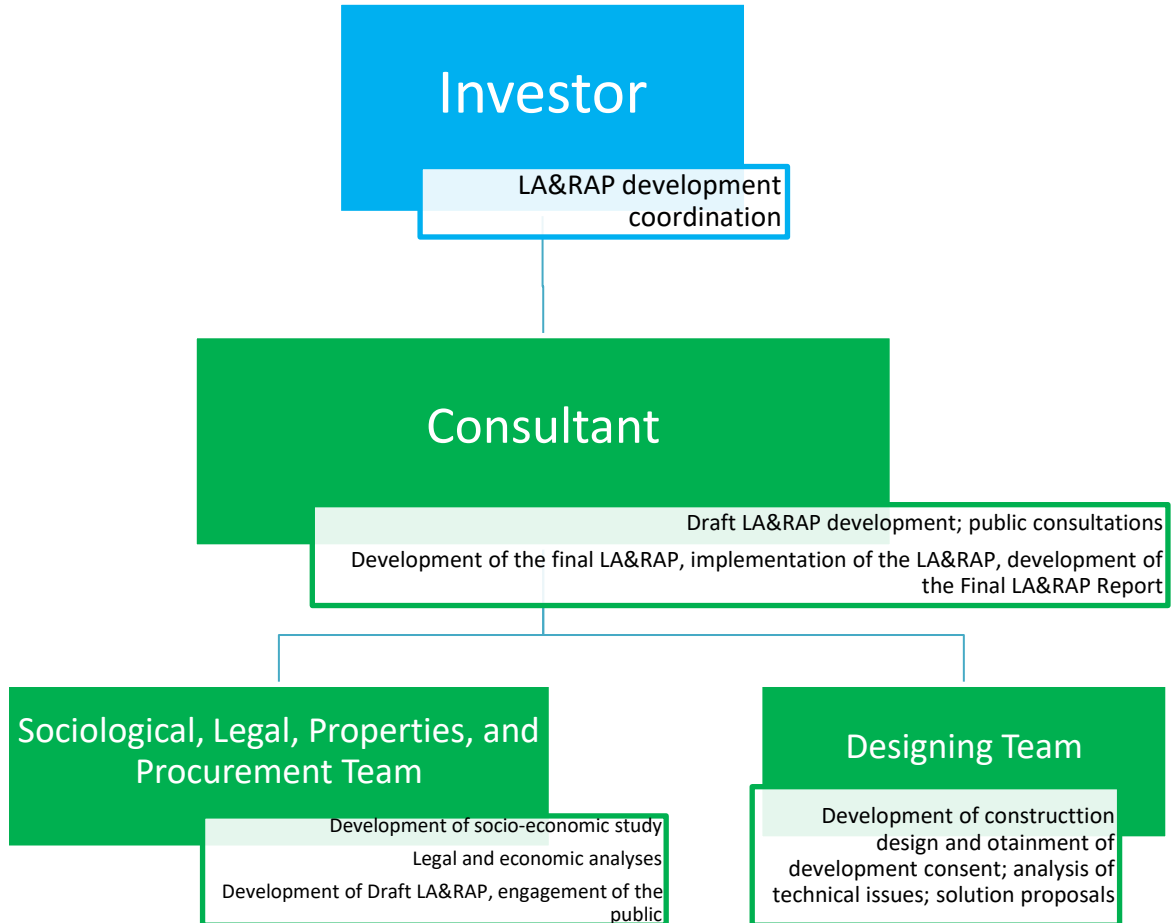 Investor
LA&RAP development
coordination
Consultant
Draft LA&RAP development; public consultations
Development of the final LA&RAP, implementation of the LA&RAP, development of
the Final LA&RAP Report
Sociological, Legal, Properties, and
Procurement Team
Development of socio-economic study
Legal and economic analyses
Development of Draft LA&RAP, engagement of the
public
Designing Team
Development of constructtion
design and otainment of
development consent; analysis of
technical issues; solution proposals